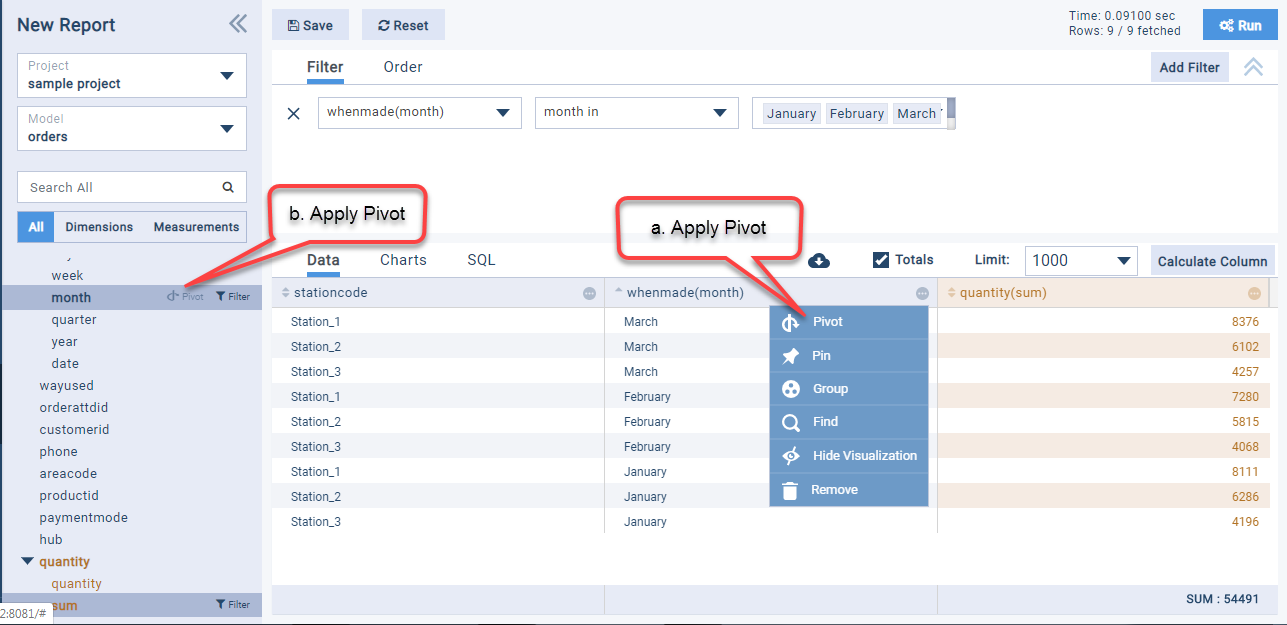 New Report
Project
sample project
Model
orders
Search All
All Dimensions Measurements
week
month Pivot Filter
quarter
year
date
wayused
orderattdid
customerid
phone
areacode
productid
paymentmode
hub
quantity
quantity
sum Filter
2:8081/#
Save Reset
Time: 0.09100 sec
Rows: 9 / 9 fetched
Run
Filter Order
Add Filter
whenmade(month) month in January February March
b. Apply Pivot
a. Apply Pivot
Data Charts SQL
Totals Limit: 1000 Calculate Column
stationcode whenmade(month) quantity(sum)
Station_1 March 8376
Station_2 March 6102
Station_3 March 4257
Station_1 February 7280
Station_2 February 5815
Station_3 February 4068
Station_1 January 8111
Station_2 January 6286
Station_3 January 4196
Pivot
Pin
Group
Find
Hide Visualization
Remove
SUM : 54491